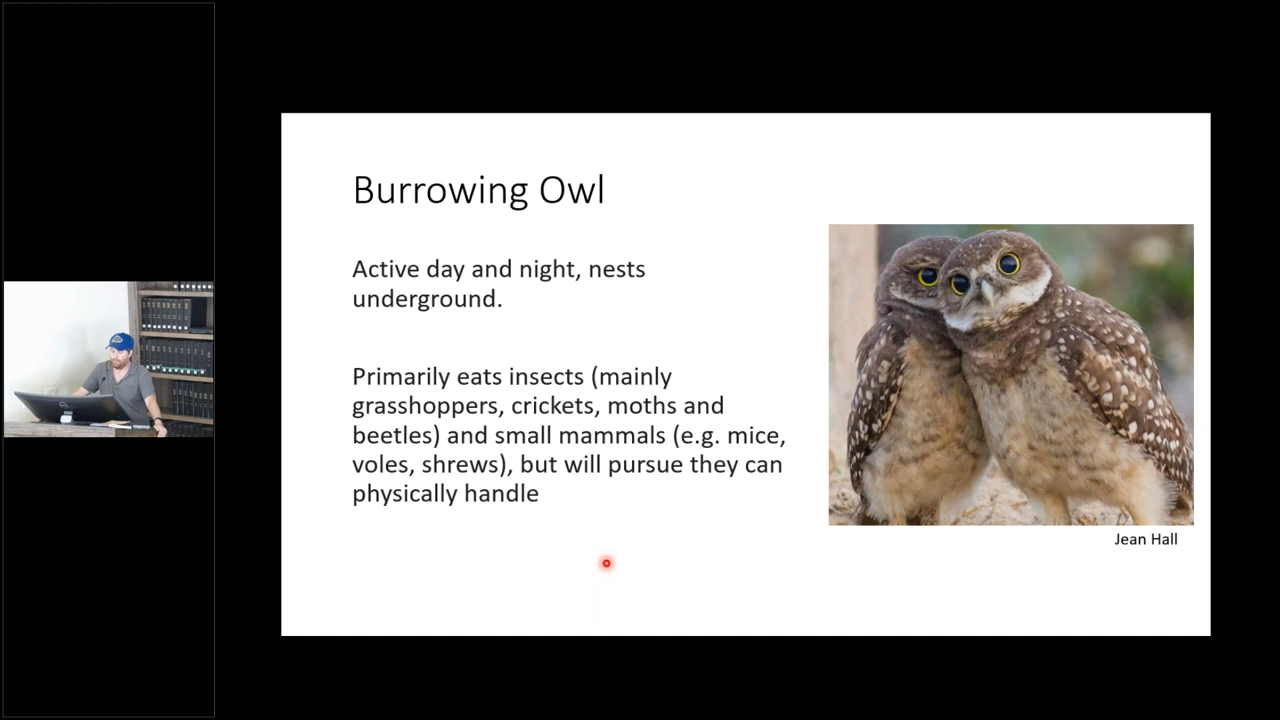 Burrowing Owl
Active day and night, nests
underground.
Primarily eats insects (mainly
grasshoppers, crickets, moths and
beetles) and small mammals (e.g. mice,
voles, shrews), but will pursue they can
physically handle
Jean Hall